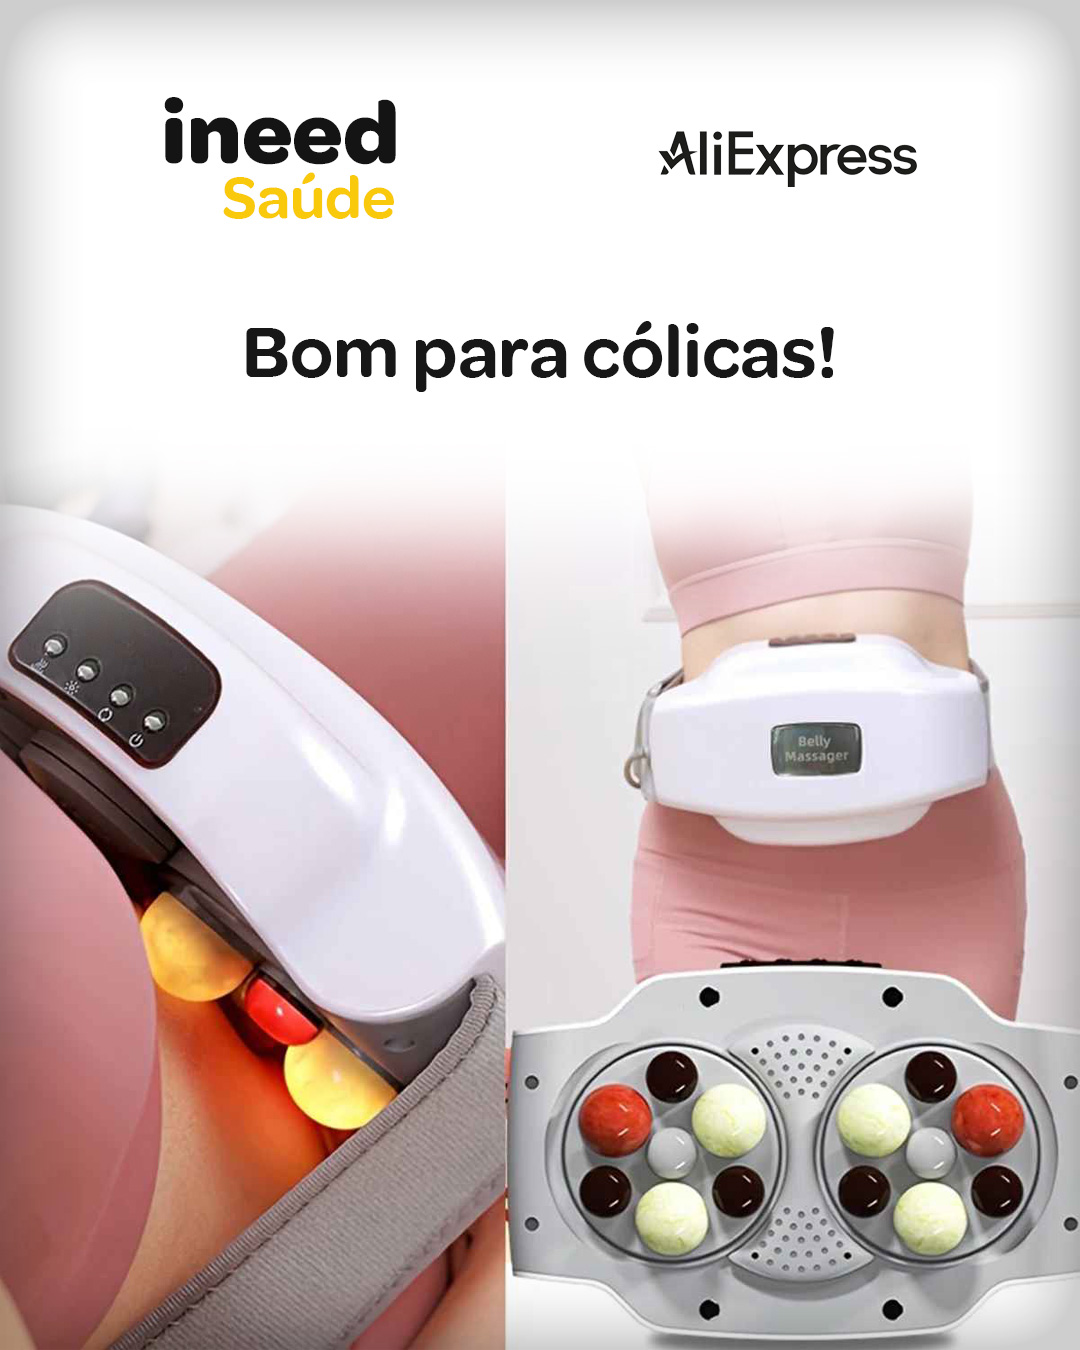 ineed
Saúde
AliExpress
Bom para cólicas!
Belly
Massager